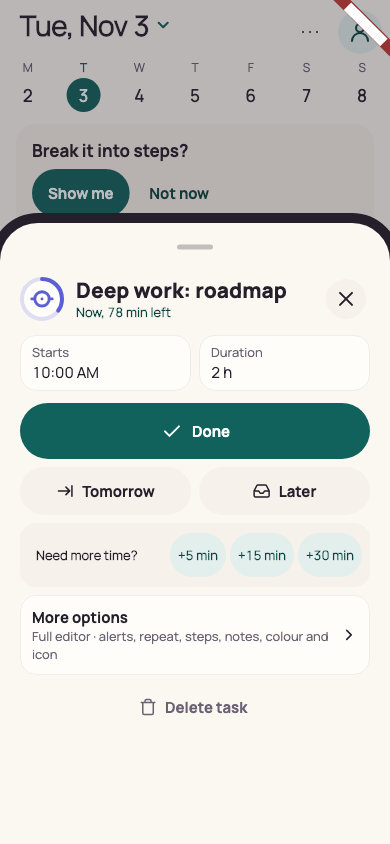 Tue, Nov 3
M T W T F S S
2 3 4 5 6 7 8
Break it into steps?
Show me Not now
Deep work: roadmap
Now, 78 min left
Starts Duration
10:00 AM 2 h
Done
Tomorrow Later
Need more time? +5 min +15 min +30 min
More options
Full editor · alerts, repeat, steps, notes, colour and
icon
Delete task